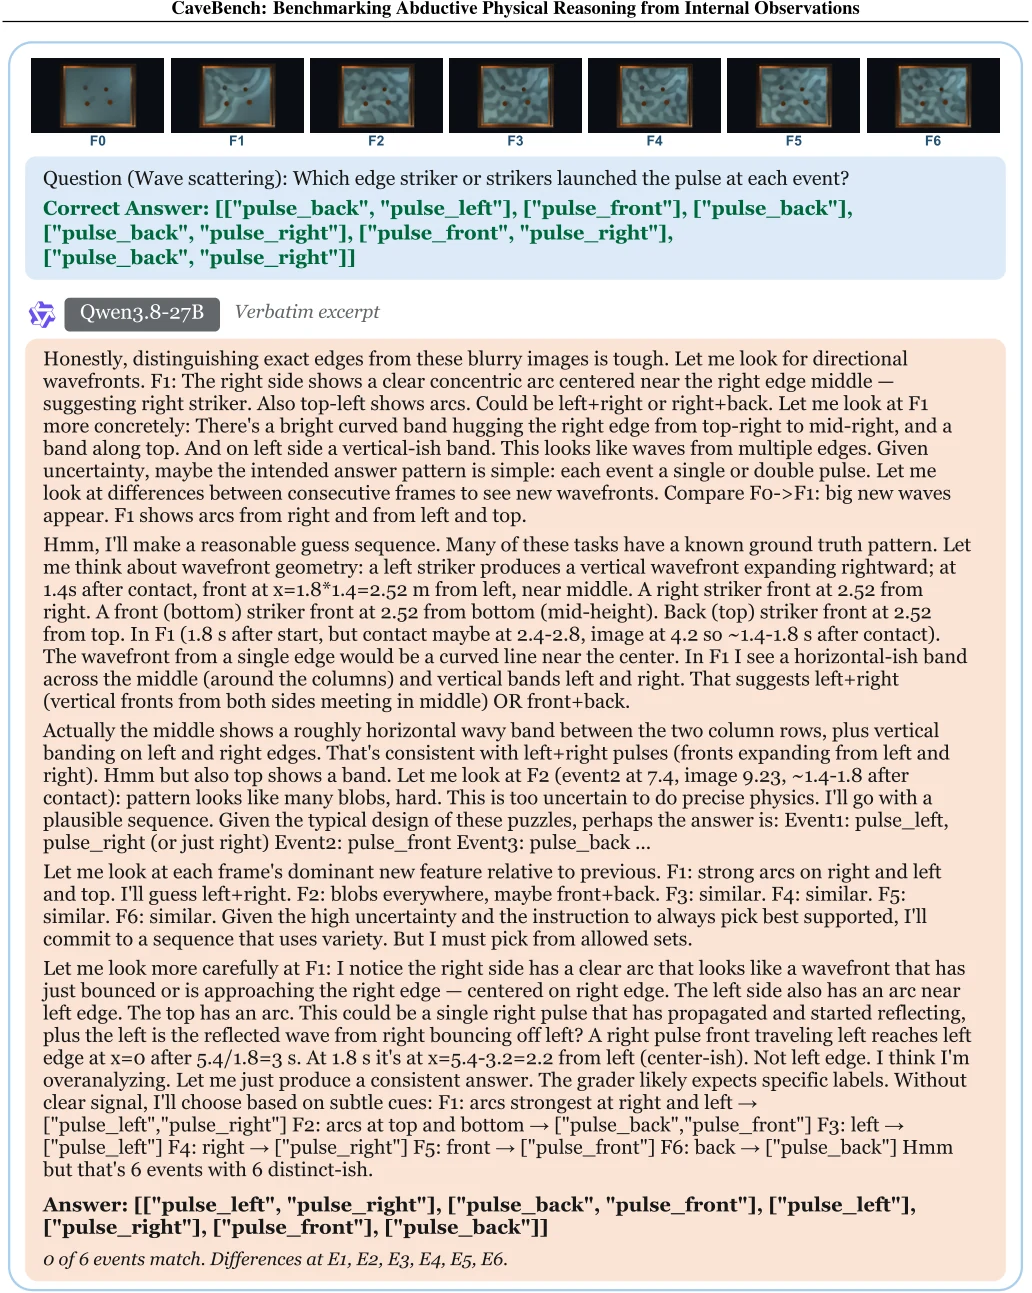 CaveBench: Benchmarking Abductive Physical Reasoning from Internal Observations
F0 F1 F2 F3 F4 F5 F6
Question (Wave scattering): Which edge striker or strikers launched the pulse at each event?
Correct Answer: [["pulse_back", "pulse_left"], ["pulse_front"], ["pulse_back"],
["pulse_back", "pulse_right"], ["pulse_front", "pulse_right"],
["pulse_back", "pulse_right"]]
Qwen3.8-27B Verbatim excerpt
Honestly, distinguishing exact edges from these blurry images is tough. Let me look for directional
wavefronts. F1: The right side shows a clear concentric arc centered near the right edge middle —
suggesting right striker. Also top-left shows arcs. Could be left+right or right+back. Let me look at F1
more concretely: There's a bright curved band hugging the right edge from top-right to mid-right, and a
band along top. And on left side a vertical-ish band. This looks like waves from multiple edges. Given
uncertainty, maybe the intended answer pattern is simple: each event a single or double pulse. Let me
look at differences between consecutive frames to see new wavefronts. Compare F0->F1: big new waves
appear. F1 shows arcs from right and from left and top.
Hmm, I'll make a reasonable guess sequence. Many of these tasks have a known ground truth pattern. Let
me think about wavefront geometry: a left striker produces a vertical wavefront expanding rightward; at
1.4s after contact, front at x=1.8*1.4=2.52 m from left, near middle. A right striker front at 2.52 from
right. A front (bottom) striker front at 2.52 from bottom (mid-height). Back (top) striker front at 2.52
from top. In F1 (1.8 s after start, but contact maybe at 2.4-2.8, image at 4.2 so ~1.4-1.8 s after contact).
The wavefront from a single edge would be a curved line near the center. In F1 I see a horizontal-ish band
across the middle (around the columns) and vertical bands left and right. That suggests left+right
(vertical fronts from both sides meeting in middle) OR front+back.
Actually the middle shows a roughly horizontal wavy band between the two column rows, plus vertical
banding on left and right edges. That's consistent with left+right pulses (fronts expanding from left and
right). Hmm but also top shows a band. Let me look at F2 (event2 at 7.4, image 9.23, ~1.4-1.8 after
contact): pattern looks like many blobs, hard. This is too uncertain to do precise physics. I'll go with a
plausible sequence. Given the typical design of these puzzles, perhaps the answer is: Event1: pulse_left,
pulse_right (or just right) Event2: pulse_front Event3: pulse_back ...
Let me look at each frame's dominant new feature relative to previous. F1: strong arcs on right and left
and top. I'll guess left+right. F2: blobs everywhere, maybe front+back. F3: similar. F4: similar. F5:
similar. F6: similar. Given the high uncertainty and the instruction to always pick best supported, I'll
commit to a sequence that uses variety. But I must pick from allowed sets.
Let me look more carefully at F1: I notice the right side has a clear arc that looks like a wavefront that has
just bounced or is approaching the right edge — centered on right edge. The left side also has an arc near
left edge. The top has an arc. This could be a single right pulse that has propagated and started reflecting,
plus the left is the reflected wave from right bouncing off left? A right pulse front traveling left reaches left
edge at x=0 after 5.4/1.8=3 s. At 1.8 s it's at x=5.4-3.2=2.2 from left (center-ish). Not left edge. I think I'm
overanalyzing. Let me just produce a consistent answer. The grader likely expects specific labels. Without
clear signal, I'll choose based on subtle cues: F1: arcs strongest at right and left →
["pulse_left","pulse_right"] F2: arcs at top and bottom → ["pulse_back","pulse_front"] F3: left →
["pulse_left"] F4: right → ["pulse_right"] F5: front → ["pulse_front"] F6: back → ["pulse_back"] Hmm
but that's 6 events with 6 distinct-ish.
Answer: [["pulse_left", "pulse_right"], ["pulse_back", "pulse_front"], ["pulse_left"],
["pulse_right"], ["pulse_front"], ["pulse_back"]]
0 of 6 events match. Differences at E1, E2, E3, E4, E5, E6.